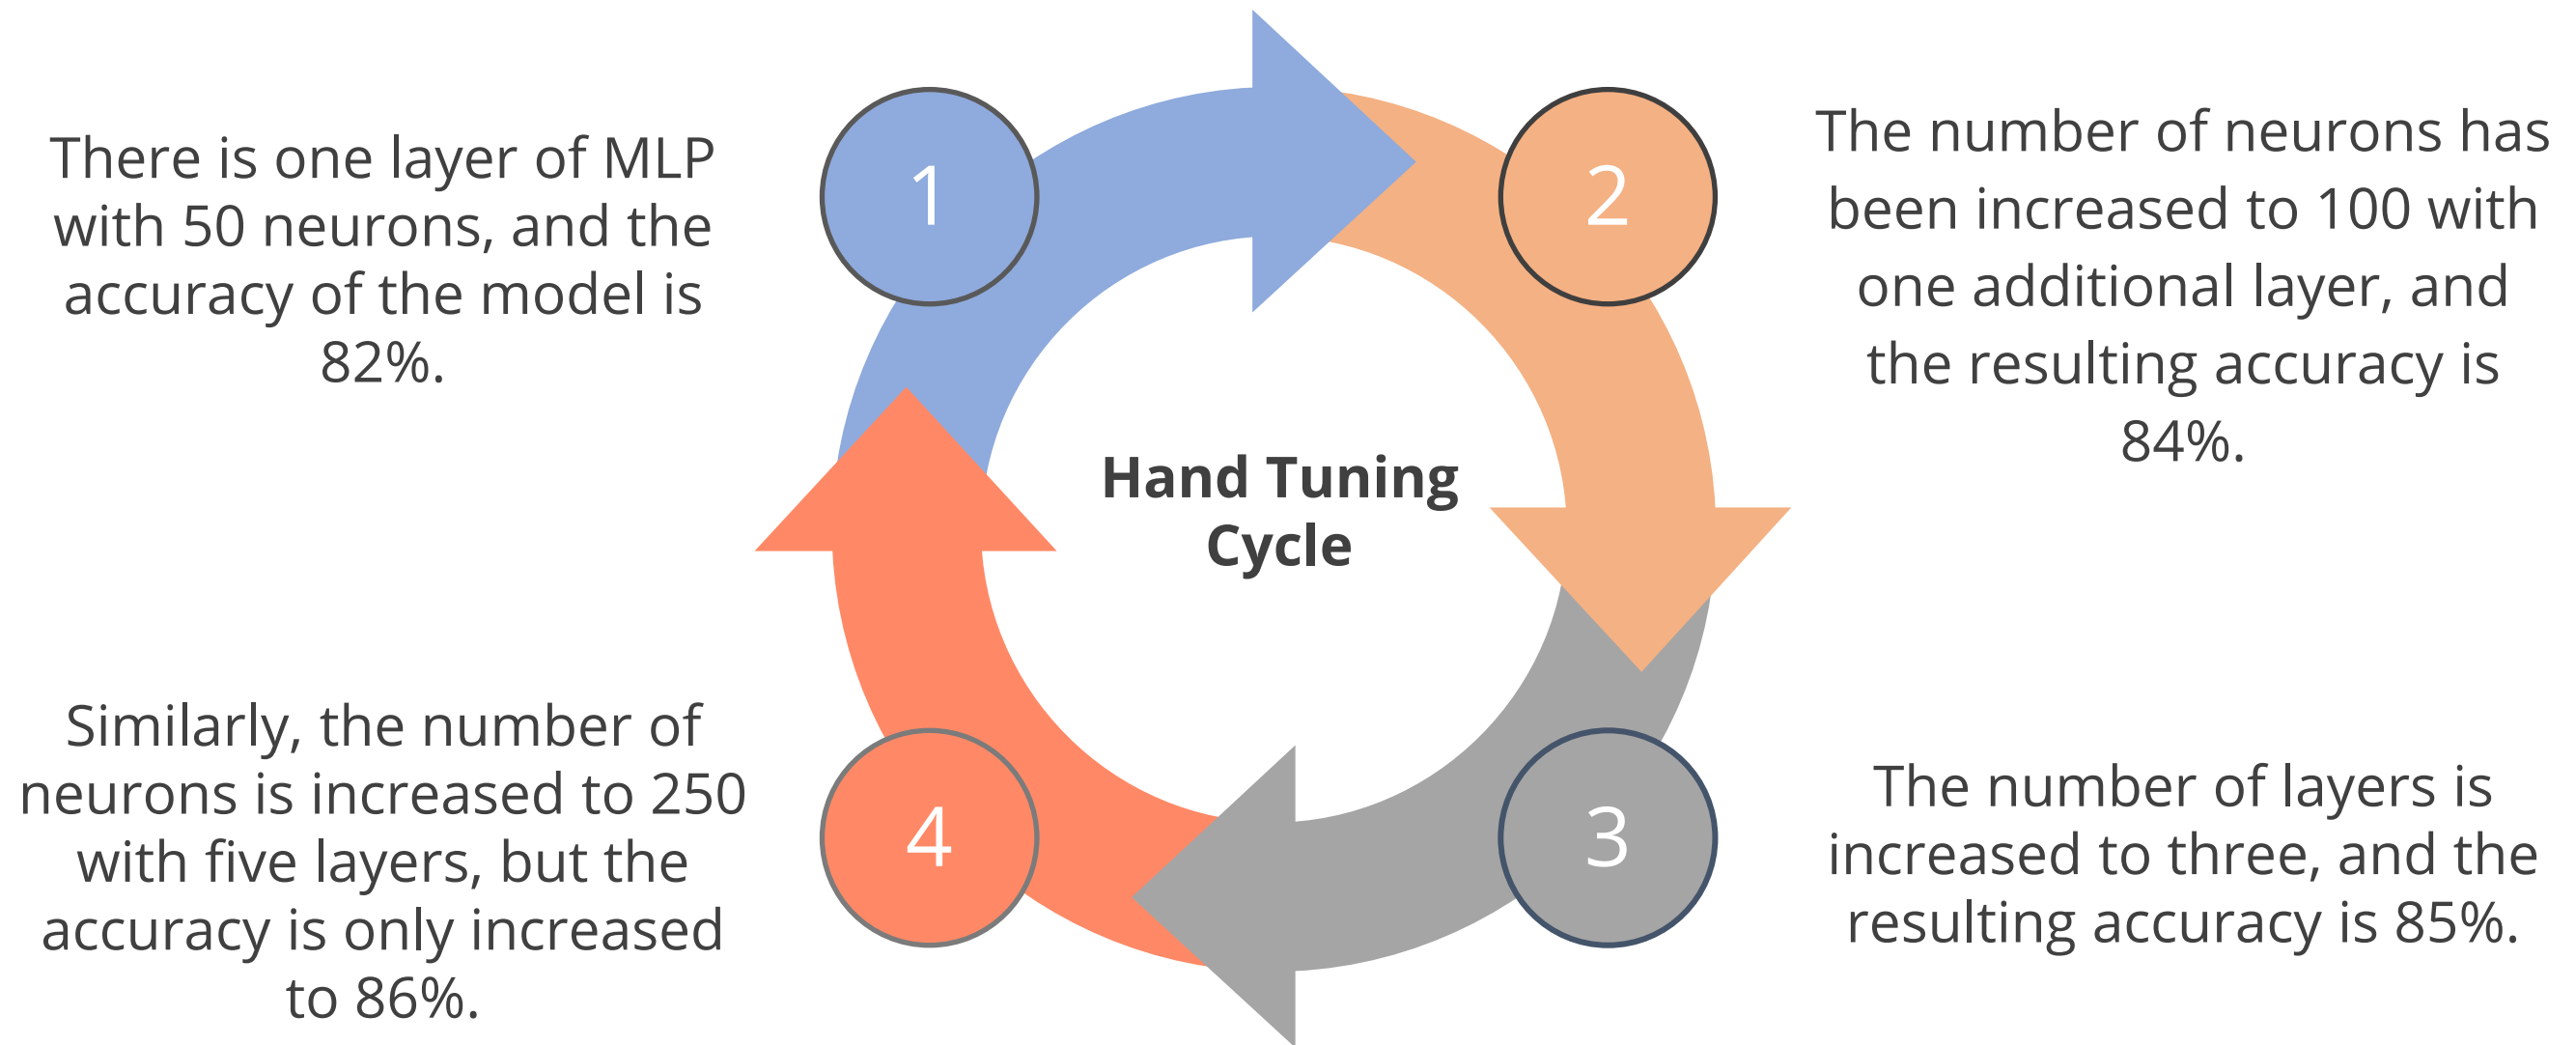 There is one layer of MLP
with 50 neurons, and the
accuracy of the model is
82%.
1
2
The number of neurons has
been increased to 100 with
one additional layer, and
the resulting accuracy is
84%.
Hand Tuning
Cycle
3
The number of layers is
increased to three, and the
resulting accuracy is 85%.
4
Similarly, the number of
neurons is increased to 250
with five layers, but the
accuracy is only increased
to 86%.